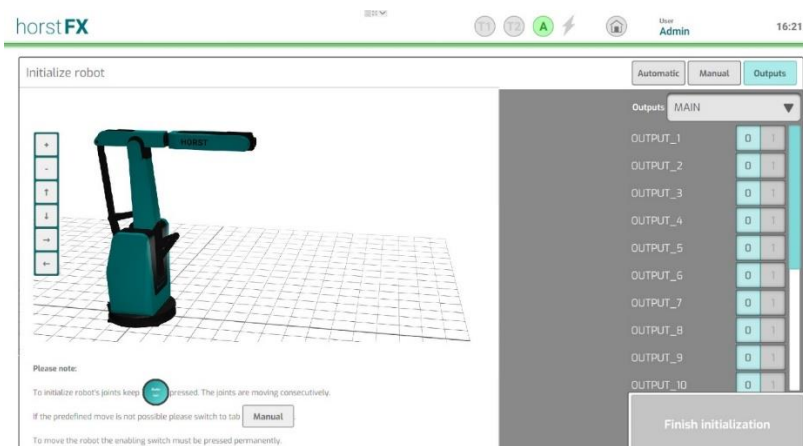 horstFX
T1 T2 A
User
Admin
16:21
Initialize robot
Automatic Manual Outputs
Outputs MAIN
HORST
OUTPUT_1 0 1
OUTPUT_2 0 1
OUTPUT_3 0 1
OUTPUT_4 0 1
OUTPUT_5 0 1
OUTPUT_6 0 1
OUTPUT_7 0 1
OUTPUT_8 0 1
OUTPUT_9 0 1
OUTPUT_10 0 1
Please note:
To initialize robot's joints keep pressed. The joints are moving consecutively.
If the predefined move is not possible please switch to tab Manual
To move the robot the enabling switch must be pressed permanently.
Finish initialization